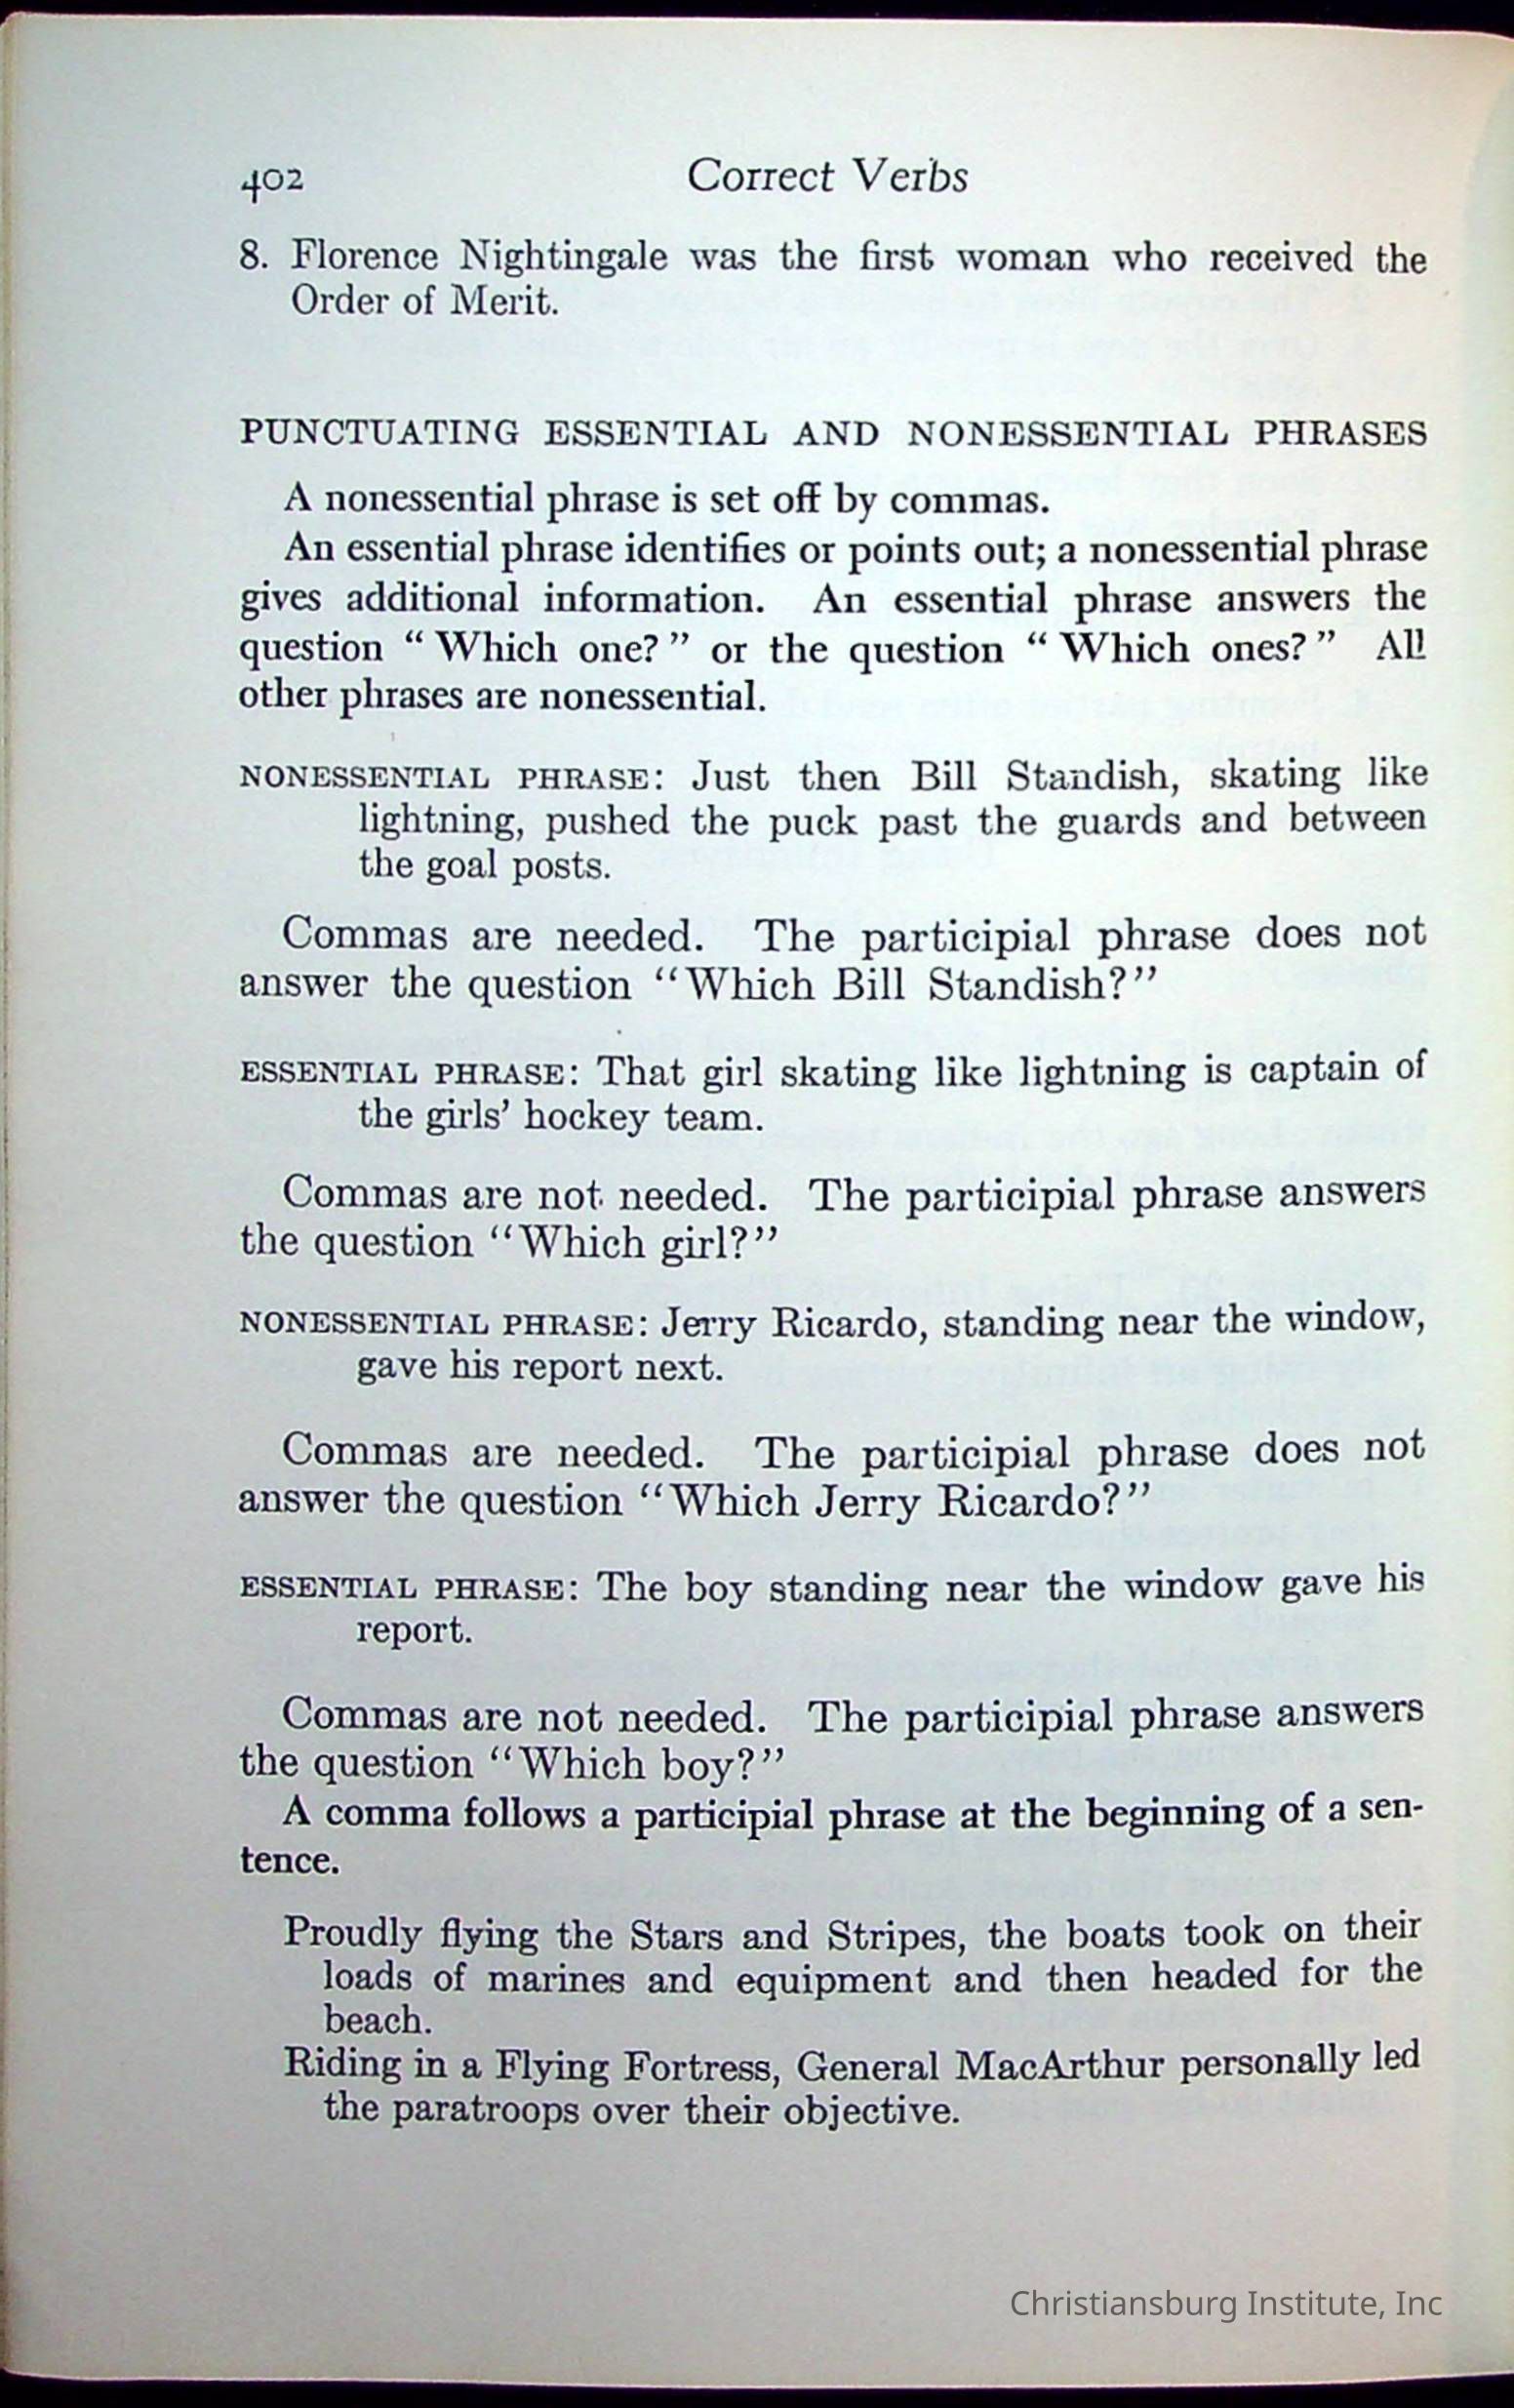 402 Correct Verbs
8. Florence Nightingale was the first woman who received the
Order of Merit.
PUNCTUATING ESSENTIAL AND NONESSENTIAL PHRASES
A nonessential phrase is set off by commas.
An essential phrase identifies or points out; a nonessential phrase
gives additional information. An essential phrase answers the
question “ Which one? ” or the question “ Which ones? ” All
other phrases are nonessential.
NONESSENTIAL PHRASE: Just then Bill Standish, skating like
lightning, pushed the puck past the guards and between
the goal posts.
Commas are needed. The participial phrase does not
answer the question “Which Bill Standish?”
ESSENTIAL PHRASE: That girl skating like lightning is captain of
the girls’ hockey team.
Commas are not needed. The participial phrase answers
the question “Which girl?”
NONESSENTIAL PHRASE: Jerry Ricardo, standing near the window,
gave his report next.
Commas are needed. The participial phrase does not
answer the question “Which Jerry Ricardo?”
ESSENTIAL PHRASE: The boy standing near the window gave his
report.
Commas are not needed. The participial phrase answers
the question “Which boy?”
A comma follows a participial phrase at the beginning of a sen-
tence.
Proudly flying the Stars and Stripes, the boats took on their
loads of marines and equipment and then headed for the
beach.
Riding in a Flying Fortress, General MacArthur personally led
the paratroops over their objective.
Christiansburg Institute, Inc